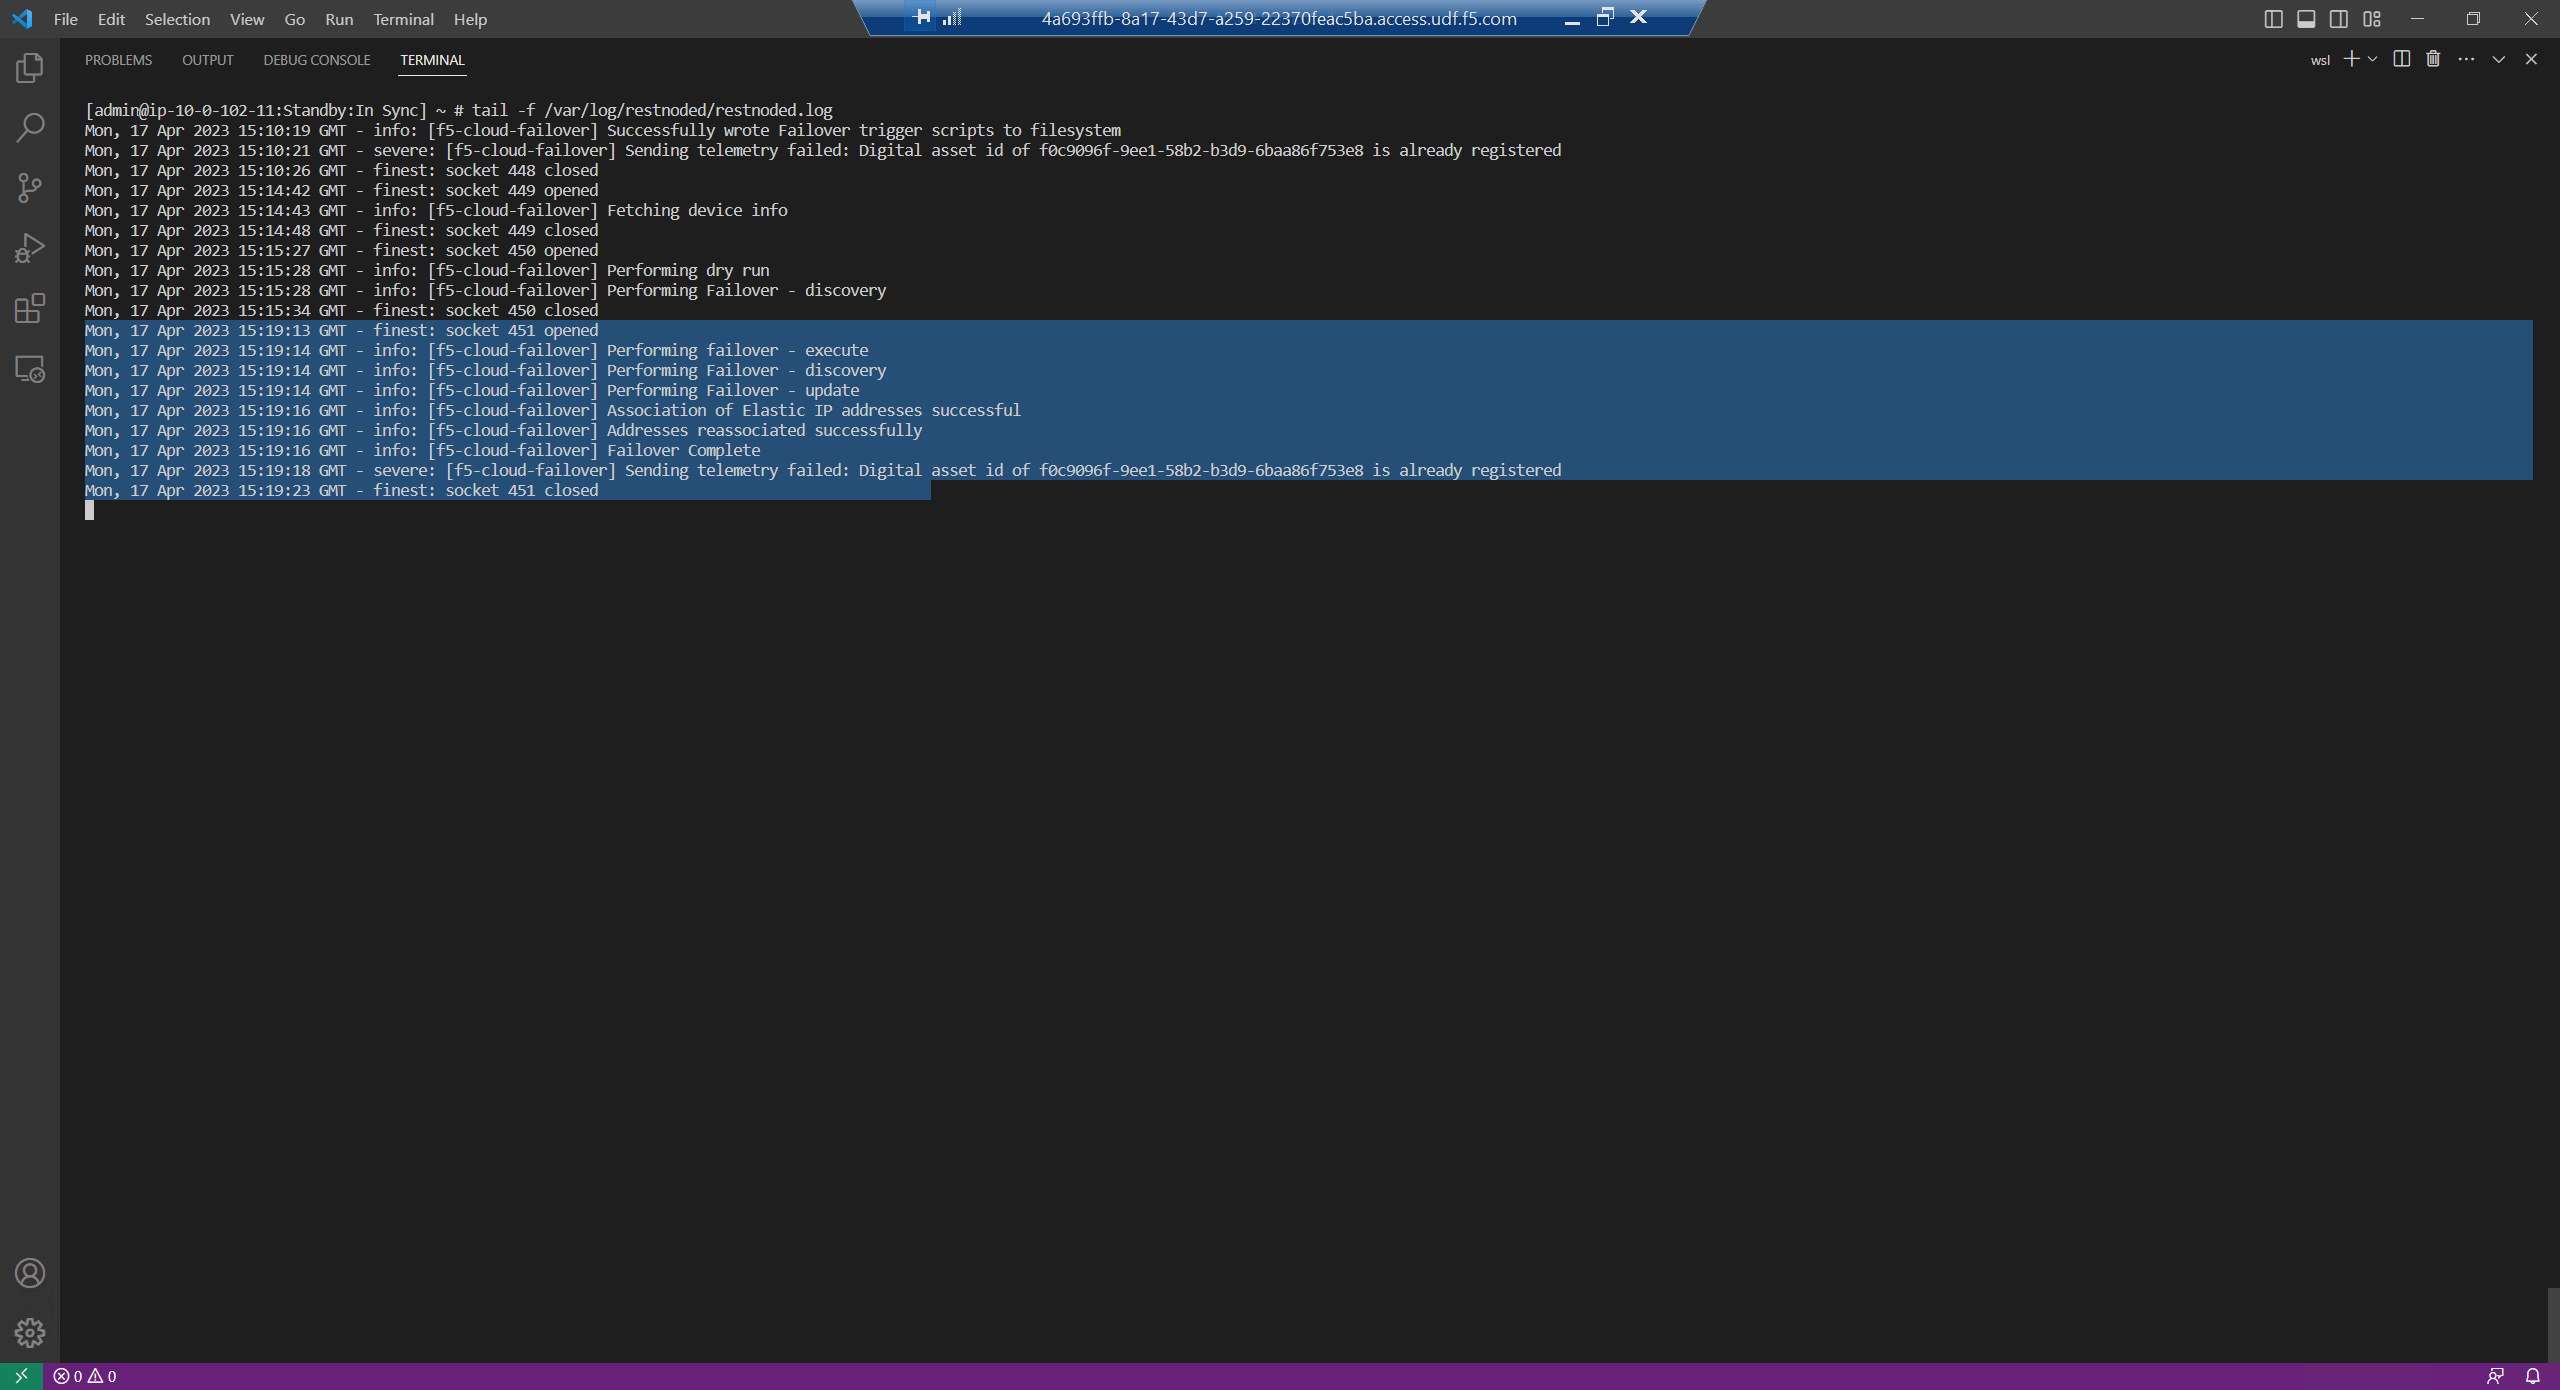 File Edit Selection View Go Run Terminal Help
4a693ffb-8a17-43d7-a259-22370feac5ba.access.udf.f5.com
PROBLEMS OUTPUT DEBUG CONSOLE TERMINAL
wsl
[admin@ip-10-0-102-11:Standby:In Sync] ~ # tail -f /var/log/restnoded/restnoded.log
Mon, 17 Apr 2023 15:10:19 GMT - info: [f5-cloud-failover] Successfully wrote Failover trigger scripts to filesystem
Mon, 17 Apr 2023 15:10:21 GMT - severe: [f5-cloud-failover] Sending telemetry failed: Digital asset id of f0c9096f-9ee1-58b2-b3d9-6baa86f753e8 is already registered
Mon, 17 Apr 2023 15:10:26 GMT - finest: socket 448 closed
Mon, 17 Apr 2023 15:14:42 GMT - finest: socket 449 opened
Mon, 17 Apr 2023 15:14:43 GMT - info: [f5-cloud-failover] Fetching device info
Mon, 17 Apr 2023 15:14:48 GMT - finest: socket 449 closed
Mon, 17 Apr 2023 15:15:27 GMT - finest: socket 450 opened
Mon, 17 Apr 2023 15:15:28 GMT - info: [f5-cloud-failover] Performing dry run
Mon, 17 Apr 2023 15:15:28 GMT - info: [f5-cloud-failover] Performing Failover - discovery
Mon, 17 Apr 2023 15:15:34 GMT - finest: socket 450 closed
Mon, 17 Apr 2023 15:19:13 GMT - finest: socket 451 opened
Mon, 17 Apr 2023 15:19:14 GMT - info: [f5-cloud-failover] Performing failover - execute
Mon, 17 Apr 2023 15:19:14 GMT - info: [f5-cloud-failover] Performing Failover - discovery
Mon, 17 Apr 2023 15:19:14 GMT - info: [f5-cloud-failover] Performing Failover - update
Mon, 17 Apr 2023 15:19:16 GMT - info: [f5-cloud-failover] Association of Elastic IP addresses successful
Mon, 17 Apr 2023 15:19:16 GMT - info: [f5-cloud-failover] Addresses reassociated successfully
Mon, 17 Apr 2023 15:19:16 GMT - info: [f5-cloud-failover] Failover Complete
Mon, 17 Apr 2023 15:19:18 GMT - severe: [f5-cloud-failover] Sending telemetry failed: Digital asset id of f0c9096f-9ee1-58b2-b3d9-6baa86f753e8 is already registered
Mon, 17 Apr 2023 15:19:23 GMT - finest: socket 451 closed
0 0